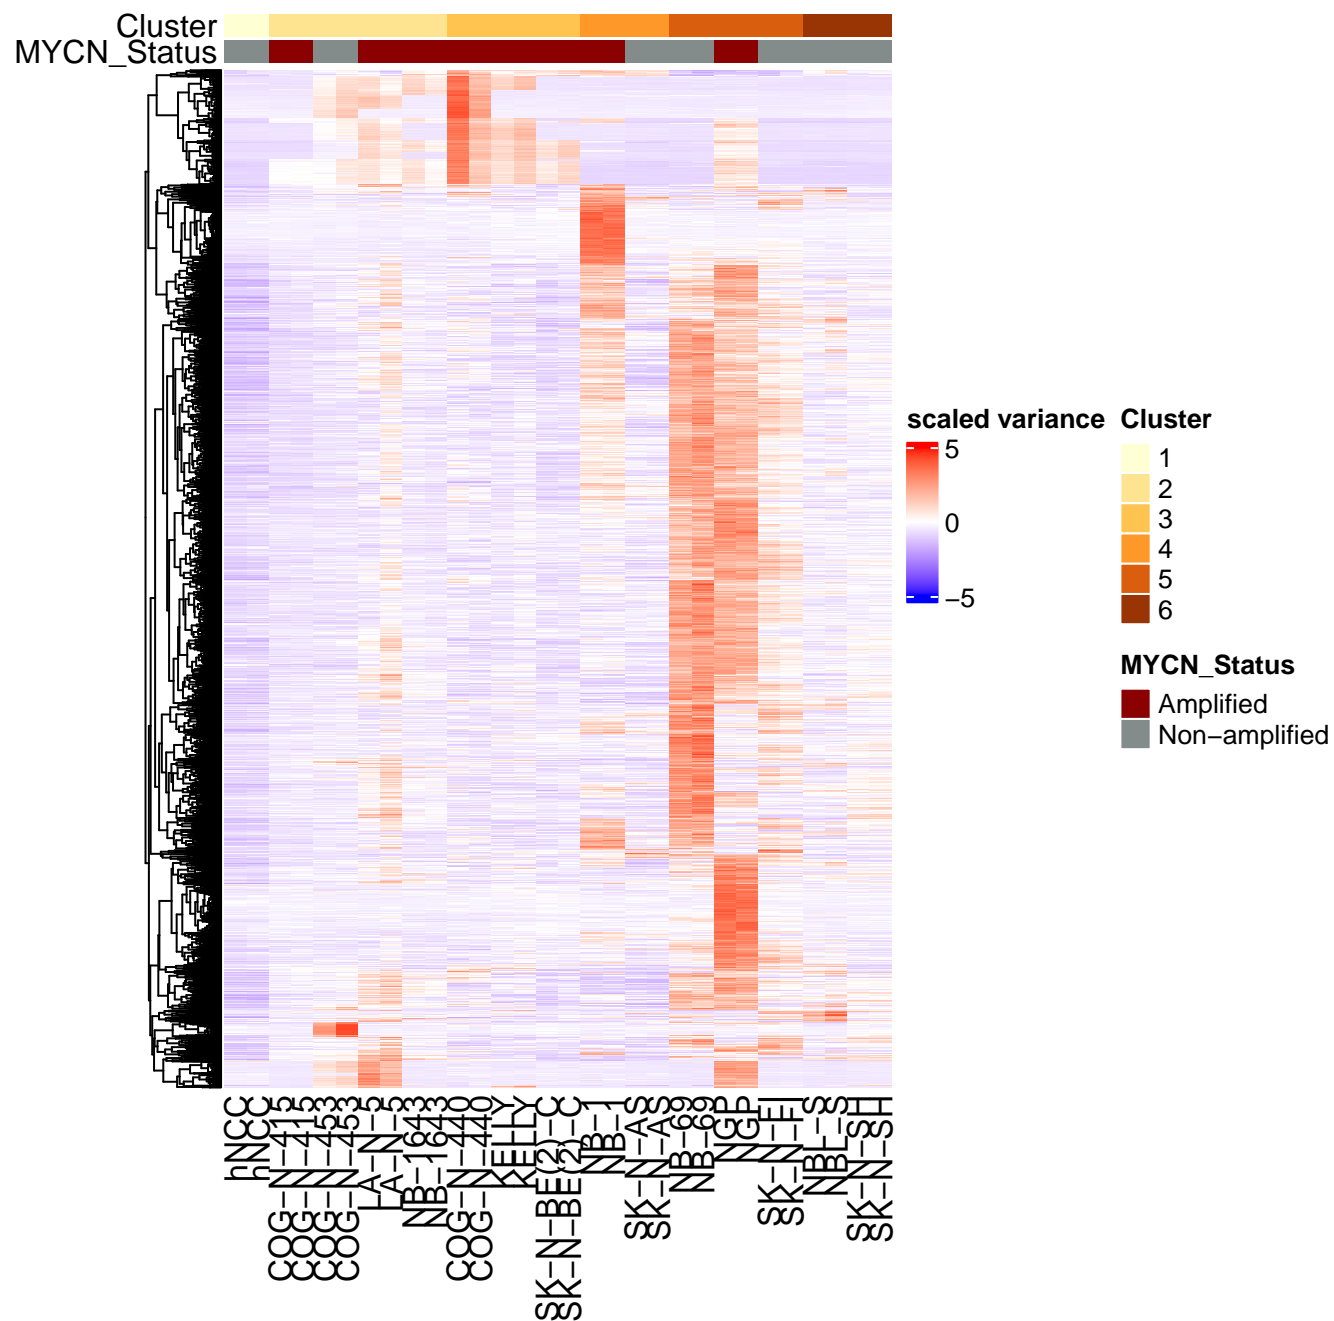 Cluster
MYCN_Status
scaled variance
5
0
−5
Cluster
1
2
3
4
5
6
MYCN_Status
Amplified
Non−amplified
hNCC
hNCC
COG−N−415
COG−N−415
COG−N−453
COG−N−453
LA−N−5
LA−N−5
NB−1643
NB−1643
COG−N−440
COG−N−440
KELLY
KELLY
SK−N−BE(2)−C
SK−N−BE(2)−C
NB−1
NB−1
SK−N−AS
SK−N−AS
NB−69
NB−69
NGP
NGP
SK−N−FI
SK−N−FI
NBL−S
NBL−S
SK−N−SH
SK−N−SH